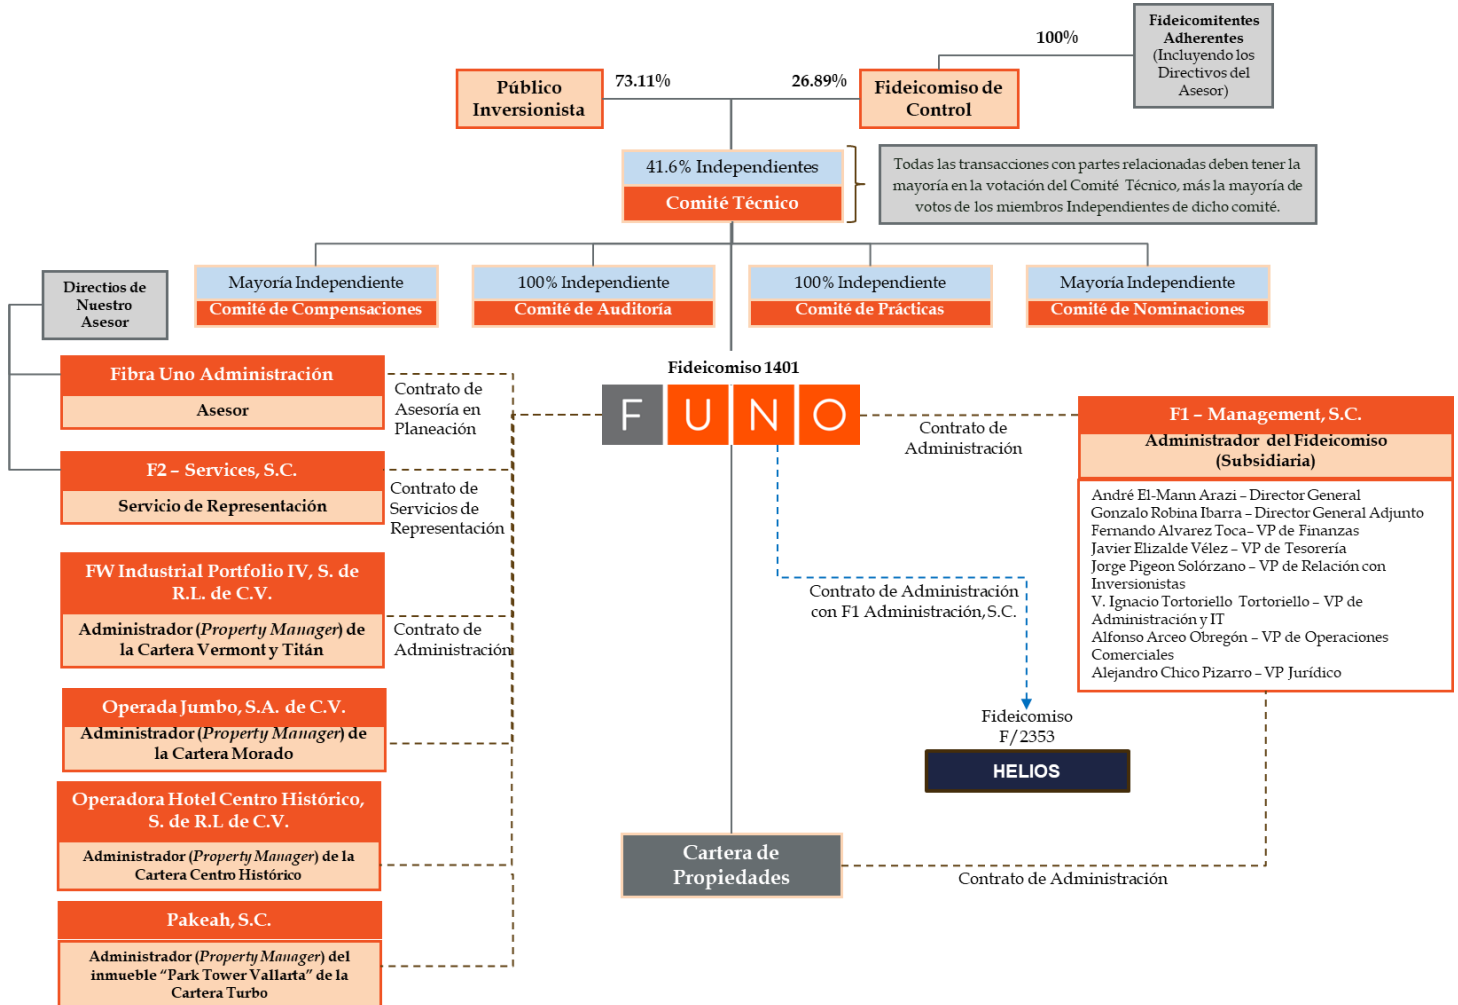 Fideicomitentes
Adherentes
(Incluyendo los
Directivos del
Asesor)
100%
Público
Inversionista
73.11%
26.89%
Fideicomiso de
Control
41.6% Independientes
Comité Técnico
Todas las transacciones con partes relacionadas deben tener la
mayoría en la votación del Comité Técnico, más la mayoría de
votos de los miembros Independientes de dicho comité.
Mayoría Independiente
Comité de Compensaciones
100% Independiente
Comité de Auditoría
100% Independiente
Comité de Prácticas
Mayoría Independiente
Comité de Nominaciones
Directios de
Nuestro
Asesor
Fibra Uno Administración
Asesor
Contrato de
Asesoría en
Planeación
F2 – Services, S.C.
Servicio de Representación
Contrato de
Servicios de
Representación
FW Industrial Portfolio IV, S. de
R.L. de C.V.
Administrador (Property Manager) de
la Cartera Vermont y Titán
Contrato de
Administración
Operada Jumbo, S.A. de C.V.
Administrador (Property Manager) de
la Cartera Morado
Operadora Hotel Centro Histórico,
S. de R.L de C.V.
Administrador (Property Manager) de la
Cartera Centro Histórico
Pakeah, S.C.
Administrador (Property Manager) del
inmueble “Park Tower Vallarta” de la
Cartera Turbo
Fideicomiso 1401
FUNO
Contrato de
Administración
F1 – Management, S.C.
Administrador del Fideicomiso
(Subsidiaria)
André El-Mann Arazi – Director General
Gonzalo Robina Ibarra – Director General Adjunto
Fernando Alvarez Toca– VP de Finanzas
Javier Elizalde Vélez – VP de Tesorería
Jorge Pigeon Solórzano – VP de Relación con
Inversionistas
V. Ignacio Tortoriello Tortoriello – VP de
Administración y IT
Alfonso Arceo Obregón – VP de Operaciones
Comerciales
Alejandro Chico Pizarro – VP Jurídico
Contrato de Administración
con F1 Administración, S.C.
Fideicomiso
F/2353
HELIOS
Cartera de
Propiedades
Contrato de Administración